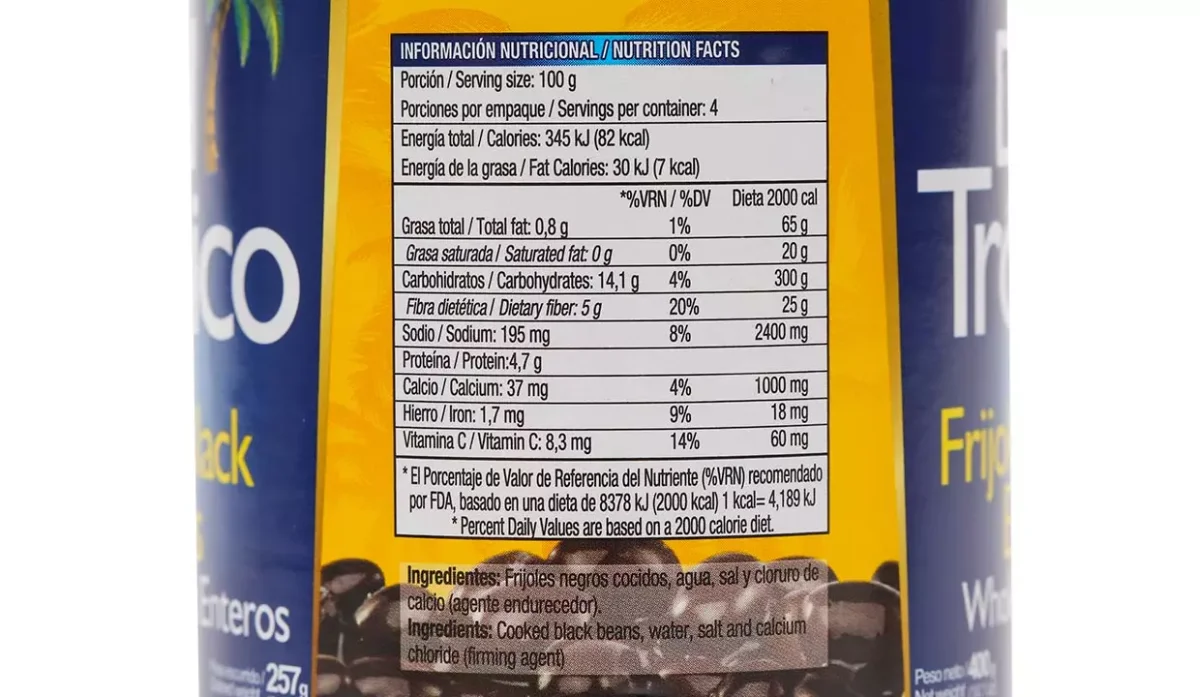 INFORMACIÓN NUTRICIONAL / NUTRITION FACTS
Porción / Serving size: 100 g
Porciones por empaque / Servings per container: 4
Energía total / Calories: 345 kJ (82 kcal)
Energía de la grasa / Fat Calories: 30 kJ (7 kcal)
*%VRN / %DV Dieta 2000 cal
Grasa total / Total fat: 0,8 g 1% 65 g
Grasa saturada / Saturated fat: 0 g 0% 20 g
Carbohidratos / Carbohydrates: 14,1 g 4% 300 g
Fibra dietética / Dietary fiber: 5 g 20% 25 g
Sodio / Sodium: 195 mg 8% 2400 mg
Proteína / Protein:4,7 g
Calcio / Calcium: 37 mg 4% 1000 mg
Hierro / Iron: 1,7 mg 9% 18 mg
Vitamina C / Vitamin C: 8,3 mg 14% 60 mg
* El Porcentaje de Valor de Referencia del Nutriente (%VRN) recomendado
por FDA, basado en una dieta de 8378 kJ (2000 kcal) 1 kcal= 4,189 kJ
* Percent Daily Values are based on a 2000 calorie diet.
Ingredientes: Frijoles negros cocidos, agua, sal y cloruro de
calcio (agente endurecedor).
Ingredients: Cooked black beans, water, salt and calcium
chloride (firming agent)
ico
lack
Enteros
257g
Tro
Frijo
Who
Peso neto / 400